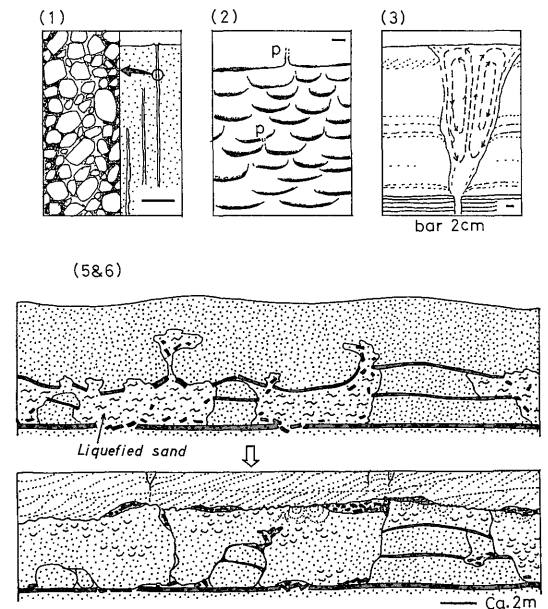 (1)
(2)
(3)
p
p
bar 2cm
(5&6)
Liquefied sand
Ca. 2m